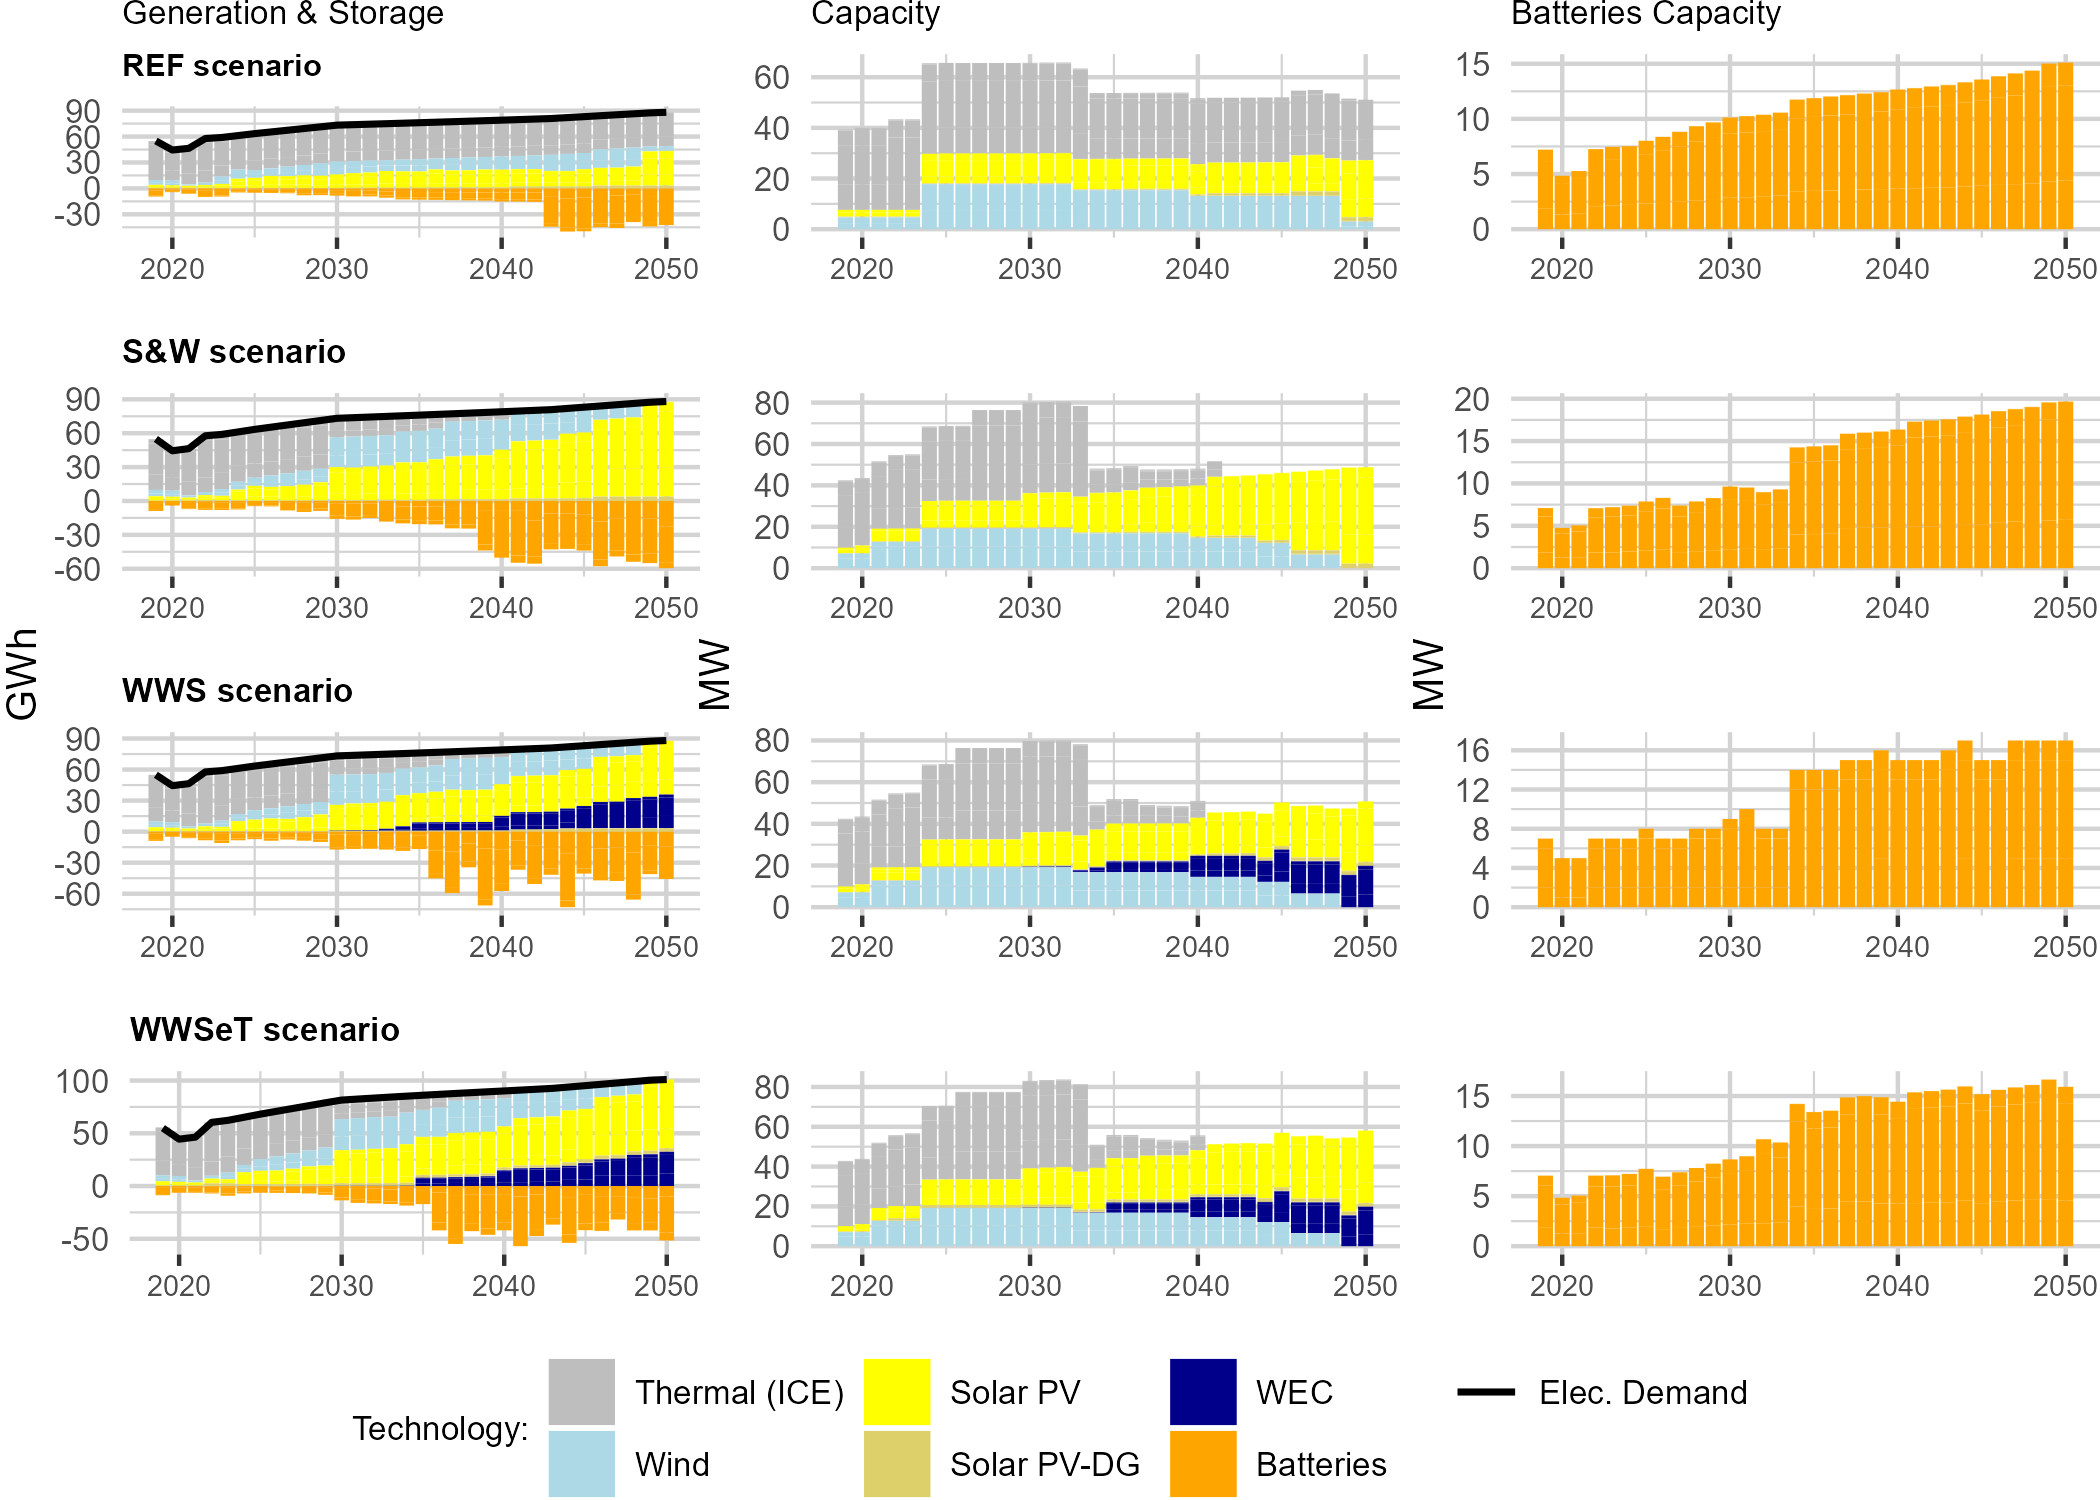 Generation & Storage
Capacity
Batteries Capacity
REF scenario
90
60
30
0
-30
2020 2030 2040 2050
60
40
20
0
2020 2030 2040 2050
15
10
5
0
2020 2030 2040 2050
S&W scenario
90
60
30
0
-30
-60
2020 2030 2040 2050
80
60
40
20
0
2020 2030 2040 2050
20
15
10
5
0
2020 2030 2040 2050
GWh
MW
MW
WWS scenario
90
60
30
0
-30
-60
2020 2030 2040 2050
80
60
40
20
0
2020 2030 2040 2050
16
12
8
4
0
2020 2030 2040 2050
WWSeT scenario
100
50
0
-50
2020 2030 2040 2050
80
60
40
20
0
2020 2030 2040 2050
15
10
5
0
2020 2030 2040 2050
Technology:
Thermal (ICE)
Solar PV
WEC
Elec. Demand
Wind
Solar PV-DG
Batteries